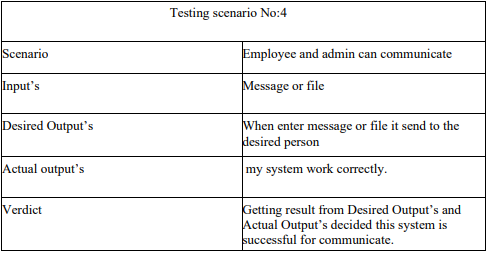 Testing scenario No:4
Scenario Employee and admin can communicate
Input's Message or file
Desired Output's When enter message or file it send to the
desired person
Actual output's my system work correctly.
Verdict Getting result from Desired Output's and
Actual Output's decided this system is
successful for communicate.